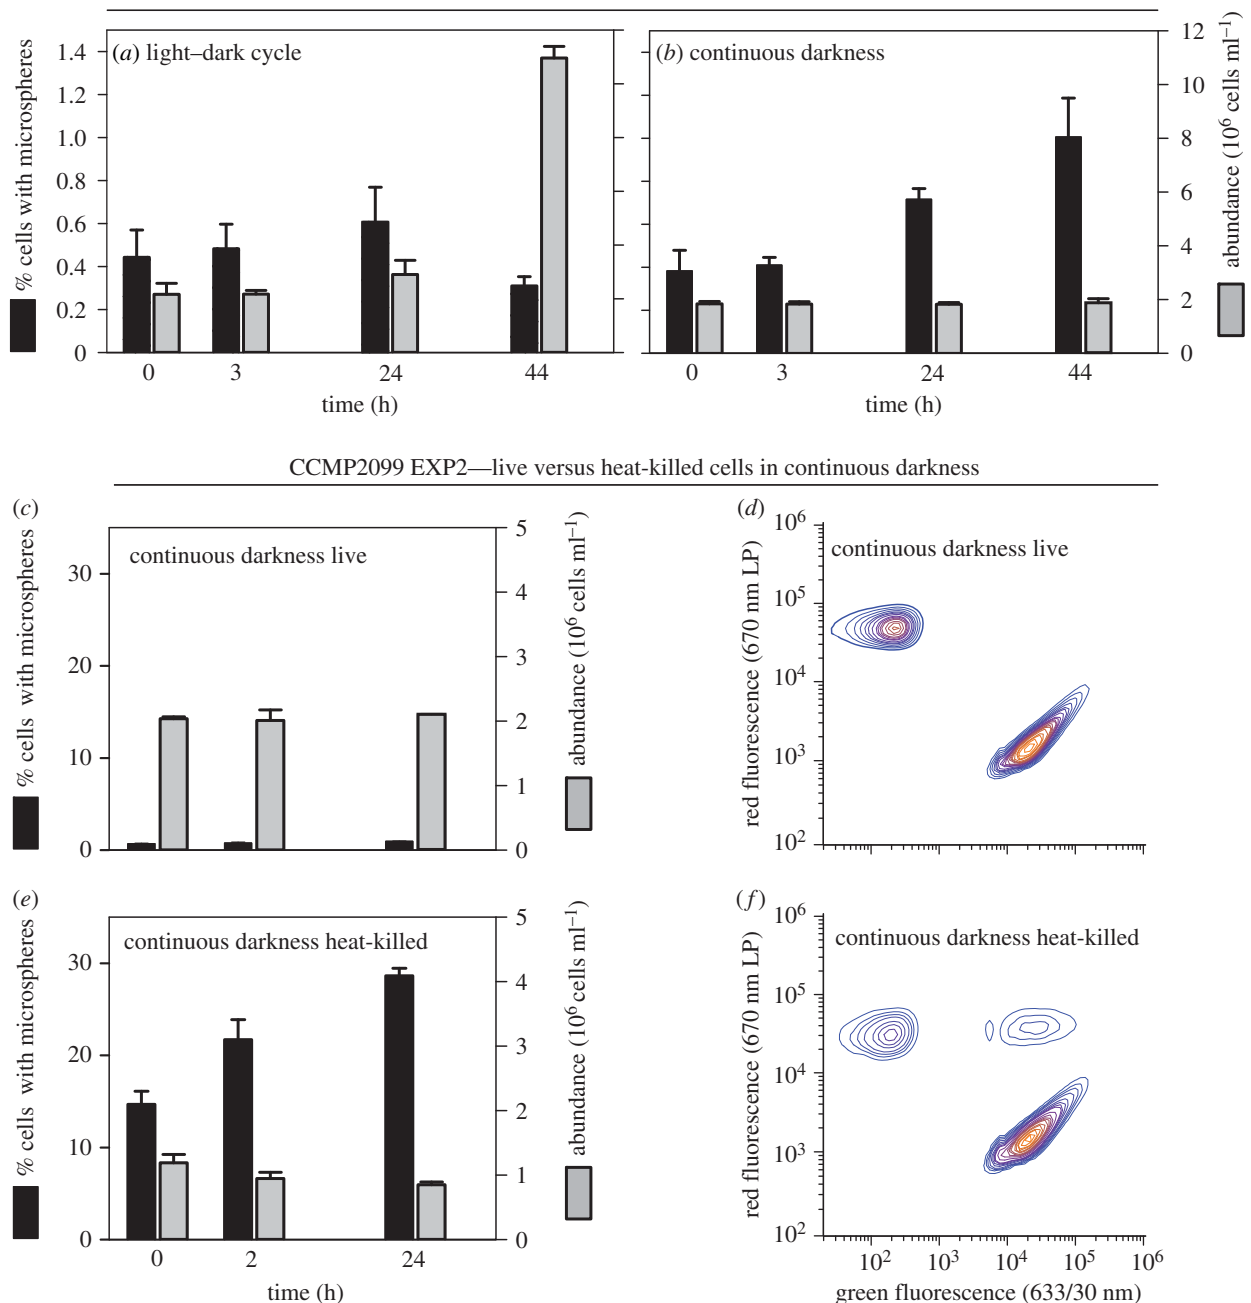 (a) light–dark cycle
% cells with microspheres
1.4
1.2
1.0
0.8
0.6
0.4
0.2
0
0 3 24 44
time (h)
(b) continuous darkness
12
10
8
6
4
2
0
abundance (10⁶ cells ml⁻¹)
0 3 24 44
time (h)
CCMP2099 EXP2—live versus heat-killed cells in continuous darkness
(c)
continuous darkness live
% cells with microspheres
30
20
10
0
5
4
3
2
1
0
abundance (10⁶ cells ml⁻¹)
(d)
continuous darkness live
red fluorescence (670 nm LP)
10⁶
10⁵
10⁴
10³
10²
(e)
continuous darkness heat-killed
% cells with microspheres
30
20
10
0
5
4
3
2
1
0
abundance (10⁶ cells ml⁻¹)
0 2 24
time (h)
(f)
continuous darkness heat-killed
red fluorescence (670 nm LP)
10⁶
10⁵
10⁴
10³
10²
10² 10³ 10⁴ 10⁵ 10⁶
green fluorescence (633/30 nm)